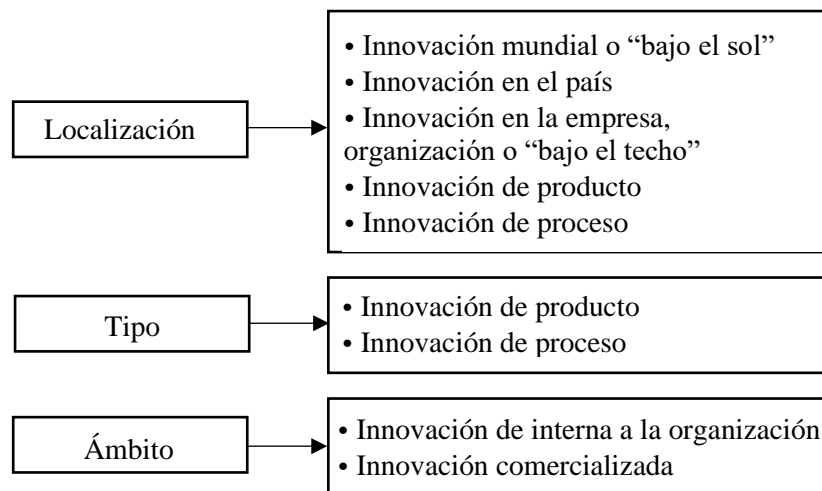 Localización
• Innovación mundial o “bajo el sol”
• Innovación en el país
• Innovación en la empresa,
organización o “bajo el techo”
• Innovación de producto
• Innovación de proceso
Tipo
• Innovación de producto
• Innovación de proceso
Ámbito
• Innovación de interna a la organización
• Innovación comercializada